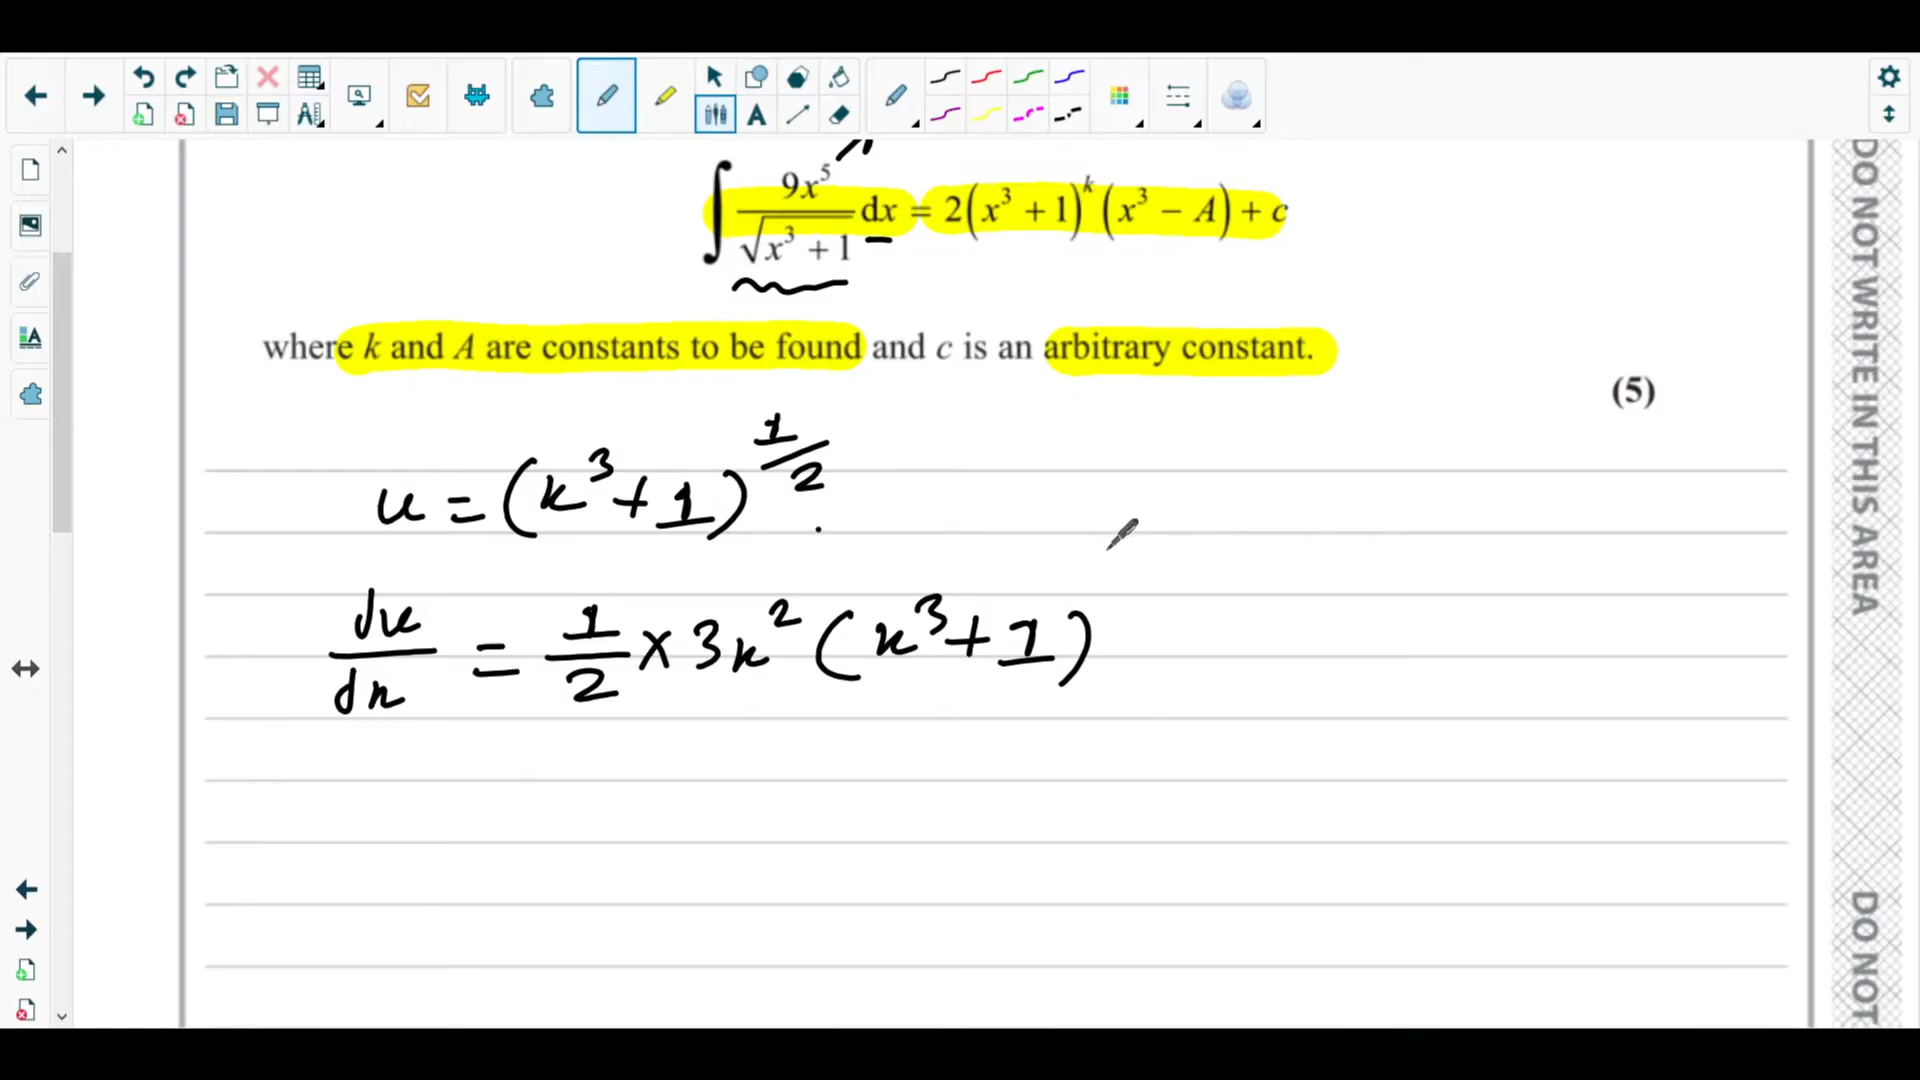 ∫ 9x⁵/√(x³ + 1) dx = 2(x³ + 1)ᵏ (x³ − A) + c
where k and A are constants to be found and c is an arbitrary constant.
(5)
u = (x³ + 1)^(1/2) .
du/dx = 1/2 × 3x² (x³ + 1)
DO NOT WRITE IN THIS AREA
DO NOT